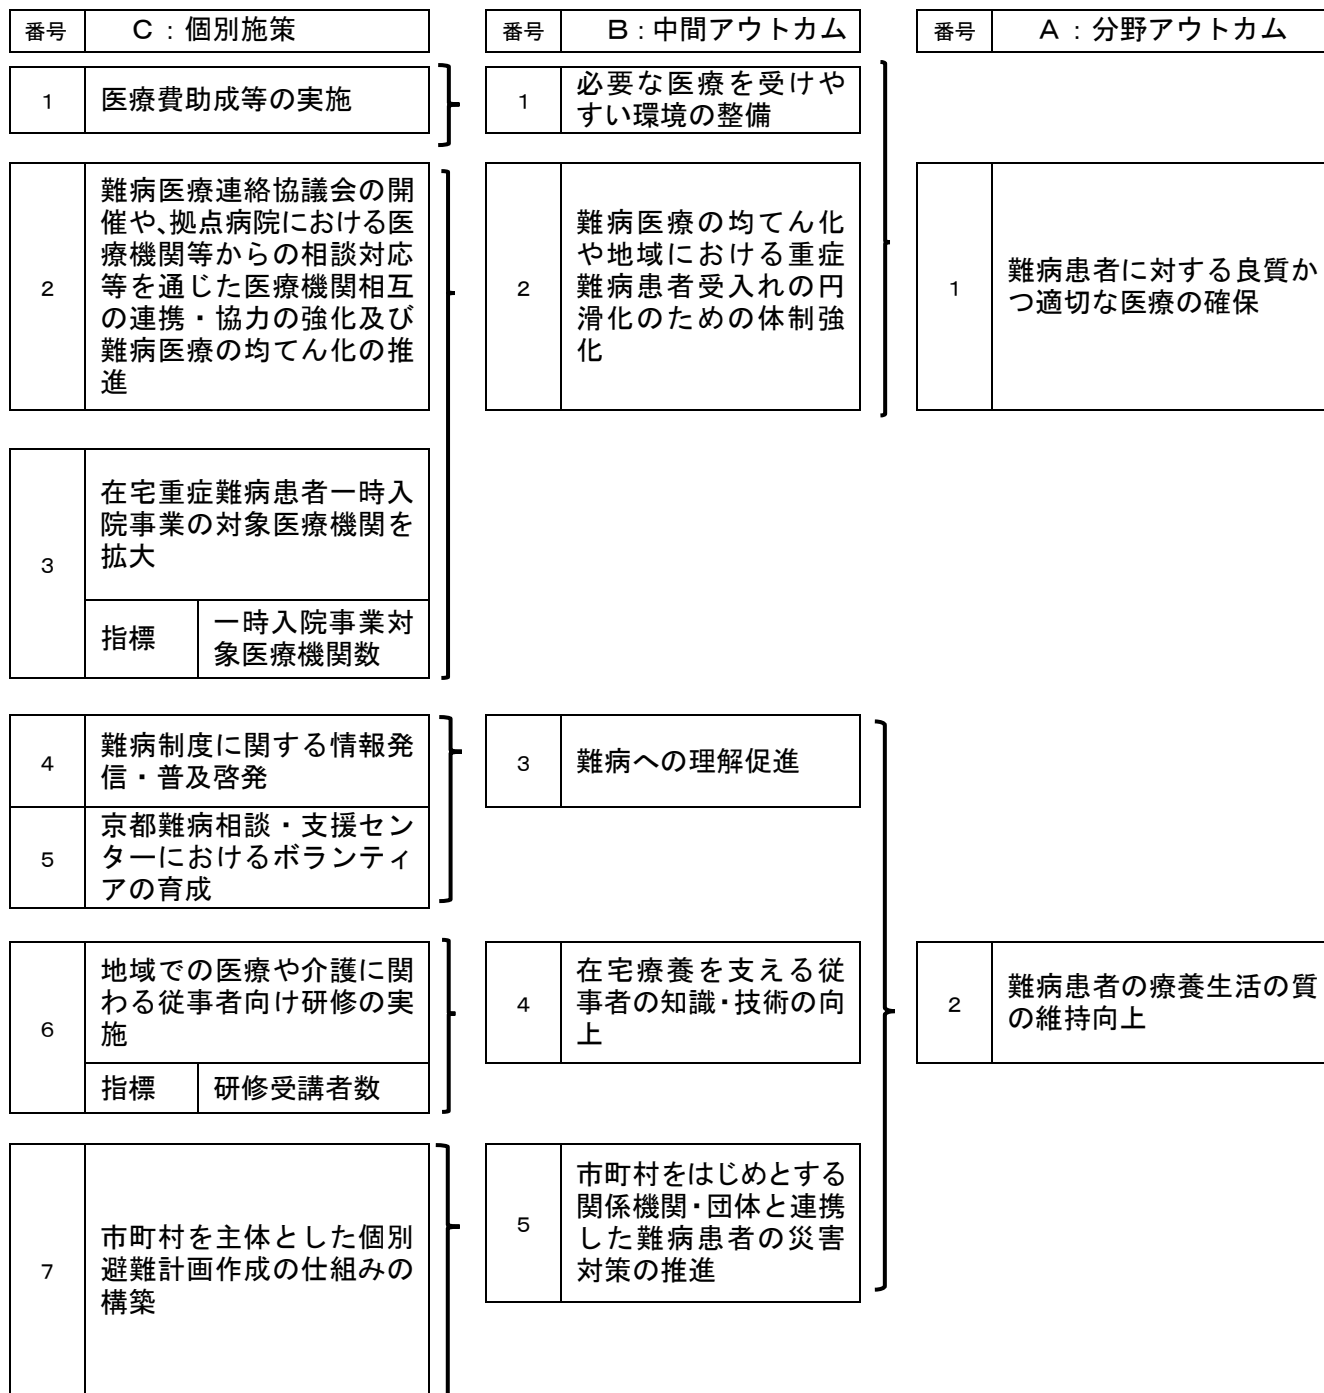 番号 C：個別施策 番号 B：中間アウトカム 番号 A：分野アウトカム
1 医療費助成等の実施
1 必要な医療を受けや
すい環境の整備
2 難病医療連絡協議会の開
催や、拠点病院における医
療機関等からの相談対応
等を通じた医療機関相互
の連携・協力の強化及び
難病医療の均てん化の推
進
2 難病医療の均てん化
や地域における重症
難病患者受入れの円
滑化のための体制強
化
1 難病患者に対する良質か
つ適切な医療の確保
3 在宅重症難病患者一時入
院事業の対象医療機関を
拡大
指標 一時入院事業対
象医療機関数
4 難病制度に関する情報発
信・普及啓発
3 難病への理解促進
5 京都難病相談・支援セン
ターにおけるボランティ
アの育成
6 地域での医療や介護に関
わる従事者向け研修の実
施
指標 研修受講者数
4 在宅療養を支える従
事者の知識・技術の向
上
2 難病患者の療養生活の質
の維持向上
7 市町村を主体とした個別
避難計画作成の仕組みの
構築
5 市町村をはじめとする
関係機関・団体と連携
した難病患者の災害
対策の推進